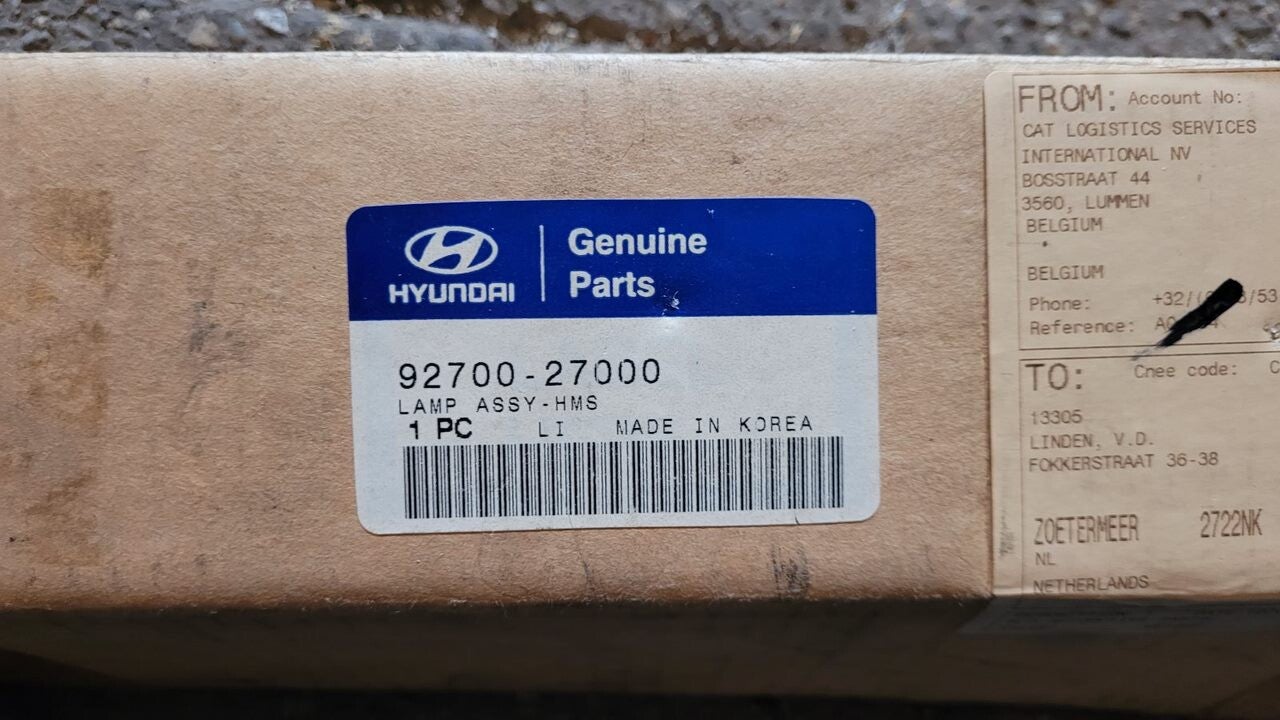 HYUNDAI
Genuine
Parts
92700-27000
LAMP ASSY-HMS
1 PC LI MADE IN KOREA
FROM: Account No:
CAT LOGISTICS SERVICES
INTERNATIONAL NV
BOSSTRAAT 44
3560, LUMMEN
BELGIUM
BELGIUM
Phone:
Reference:
TO: Cnee code:
13305
LINDEN, V.D.
FOKKERSTRAAT 36-38
ZOETERMEER 2722NK
NL
NETHERLANDS